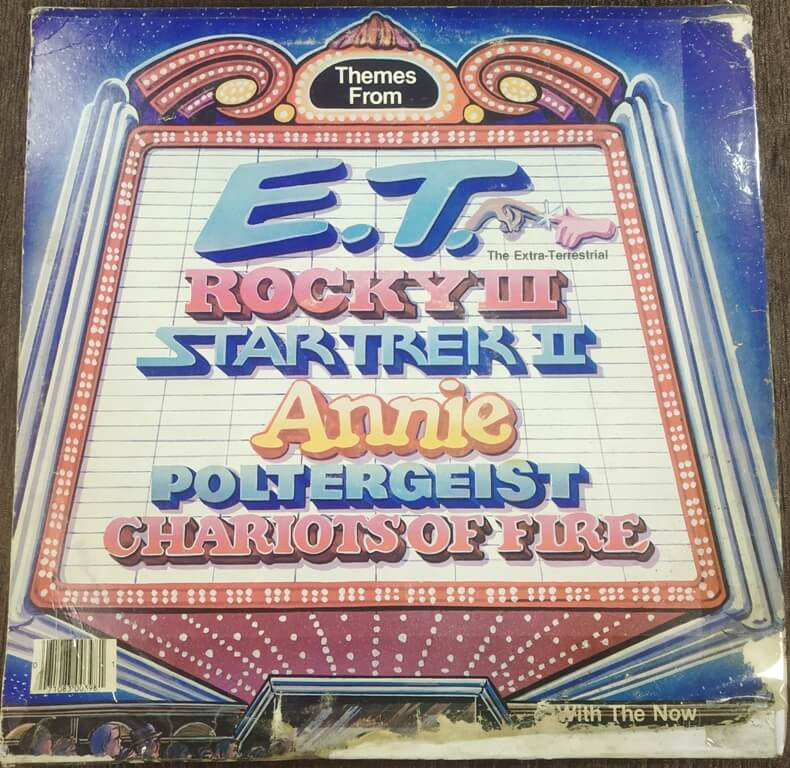 Themes
From
E.T.
The Extra-Terrestrial
ROCKY III
STAR TREK II
Annie
POLTERGEIST
CHARIOTS OF FIRE
With The Now